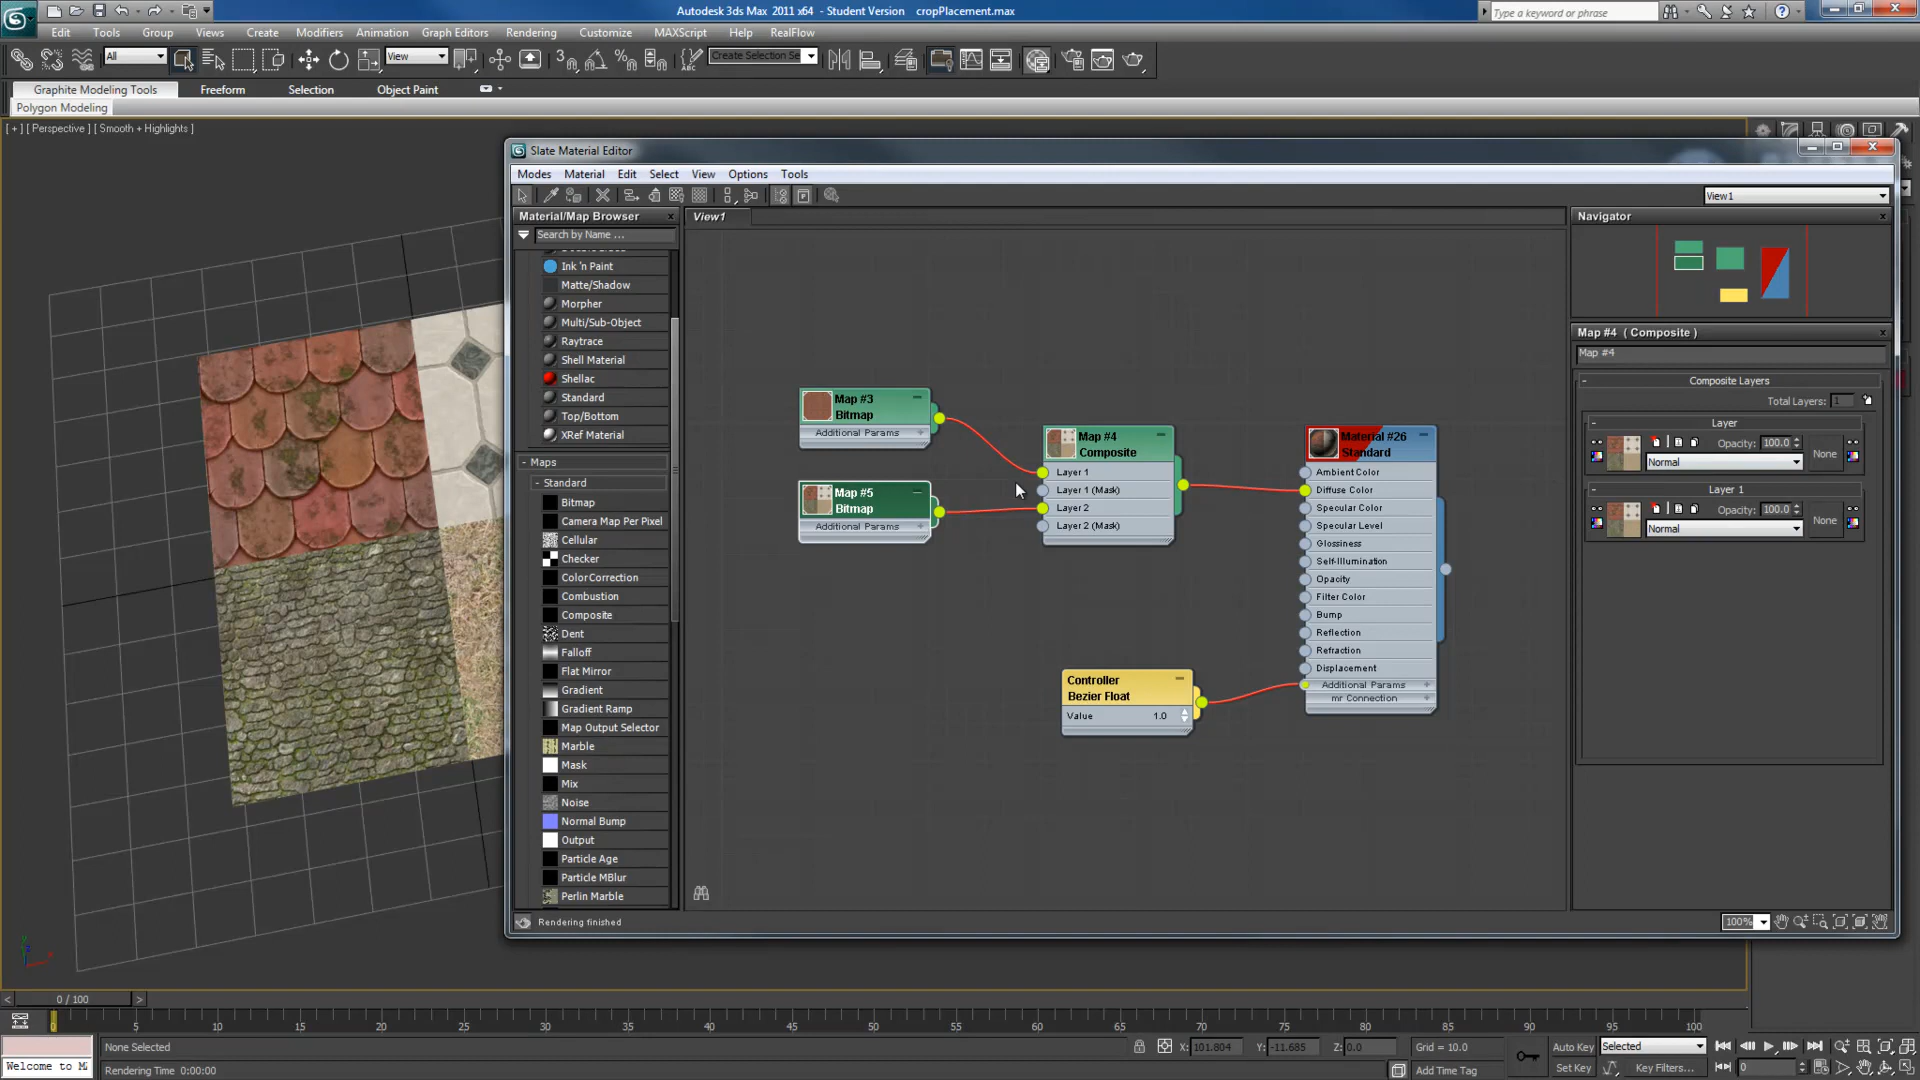 Autodesk 3ds Max 2011 x64 - Student Version cropPlacement.max
Type a keyword or phrase
Edit Tools Group Views Create Modifiers Animation Graph Editors Rendering Customize MAXScript Help RealFlow
All View Create Selection Se
Graphite Modeling Tools Freeform Selection Object Paint
Polygon Modeling
[ + ] [ Perspective ] [ Smooth + Highlights ]
Slate Material Editor
Modes Material Edit Select View Options Tools
View1
Material/Map Browser
View1
Navigator
Search by Name ...
Ink 'n Paint
Matte/Shadow
Morpher
Multi/Sub-Object
Raytrace
Shell Material
Shellac
Standard
Top/Bottom
XRef Material
- Maps
- Standard
Bitmap
Camera Map Per Pixel
Cellular
Checker
ColorCorrection
Combustion
Composite
Dent
Falloff
Flat Mirror
Gradient
Gradient Ramp
Map Output Selector
Marble
Mask
Mix
Noise
Normal Bump
Output
Particle Age
Particle MBlur
Perlin Marble
Rendering finished
Map #3
Bitmap
Additional Params +
Map #5
Bitmap
Additional Params +
Map #4
Composite
Layer 1
Layer 1 (Mask)
Layer 2
Layer 2 (Mask)
Material #26
Standard
Ambient Color
Diffuse Color
Specular Color
Specular Level
Glossiness
Self-Illumination
Opacity
Filter Color
Bump
Reflection
Refraction
Displacement
Additional Params +
mr Connection +
Controller
Bezier Float
Value 1.0
Map #4 ( Composite )
Map #4
- Composite Layers
Total Layers: 1
- Layer
Opacity: 100.0
None
Normal
- Layer 1
Opacity: 100.0
None
Normal
100%
< 0 / 100 >
0 5 10 15 20 25 30 35 40 45 50 55 60 65 70 75 80 85 90 95 100
None Selected
X: 101.804 Y: -11.685 Z: 0.0 Grid = 10.0
Auto Key Selected
Welcome to M
Rendering Time 0:00:00
Add Time Tag
Set Key Key Filters...
0